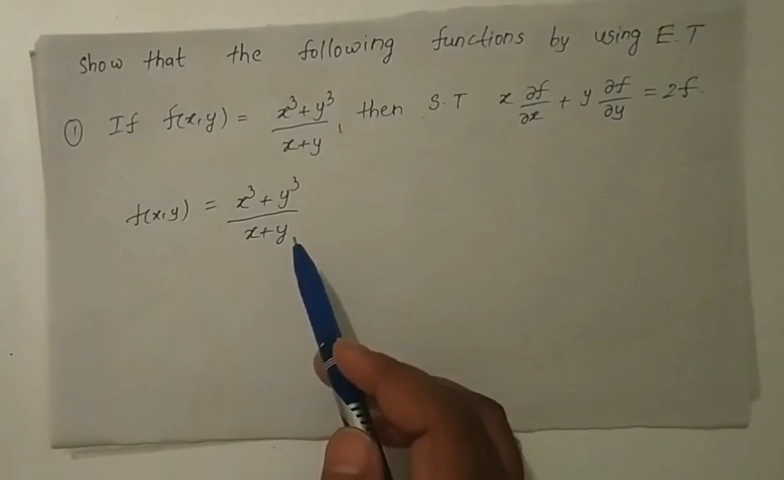 Show that the following functions by using E.T
① If f(x,y) = x³+y³ / x+y, then S.T x ∂f/∂x + y ∂f/∂y = 2f.
f(x,y) = x³+y³ / x+y